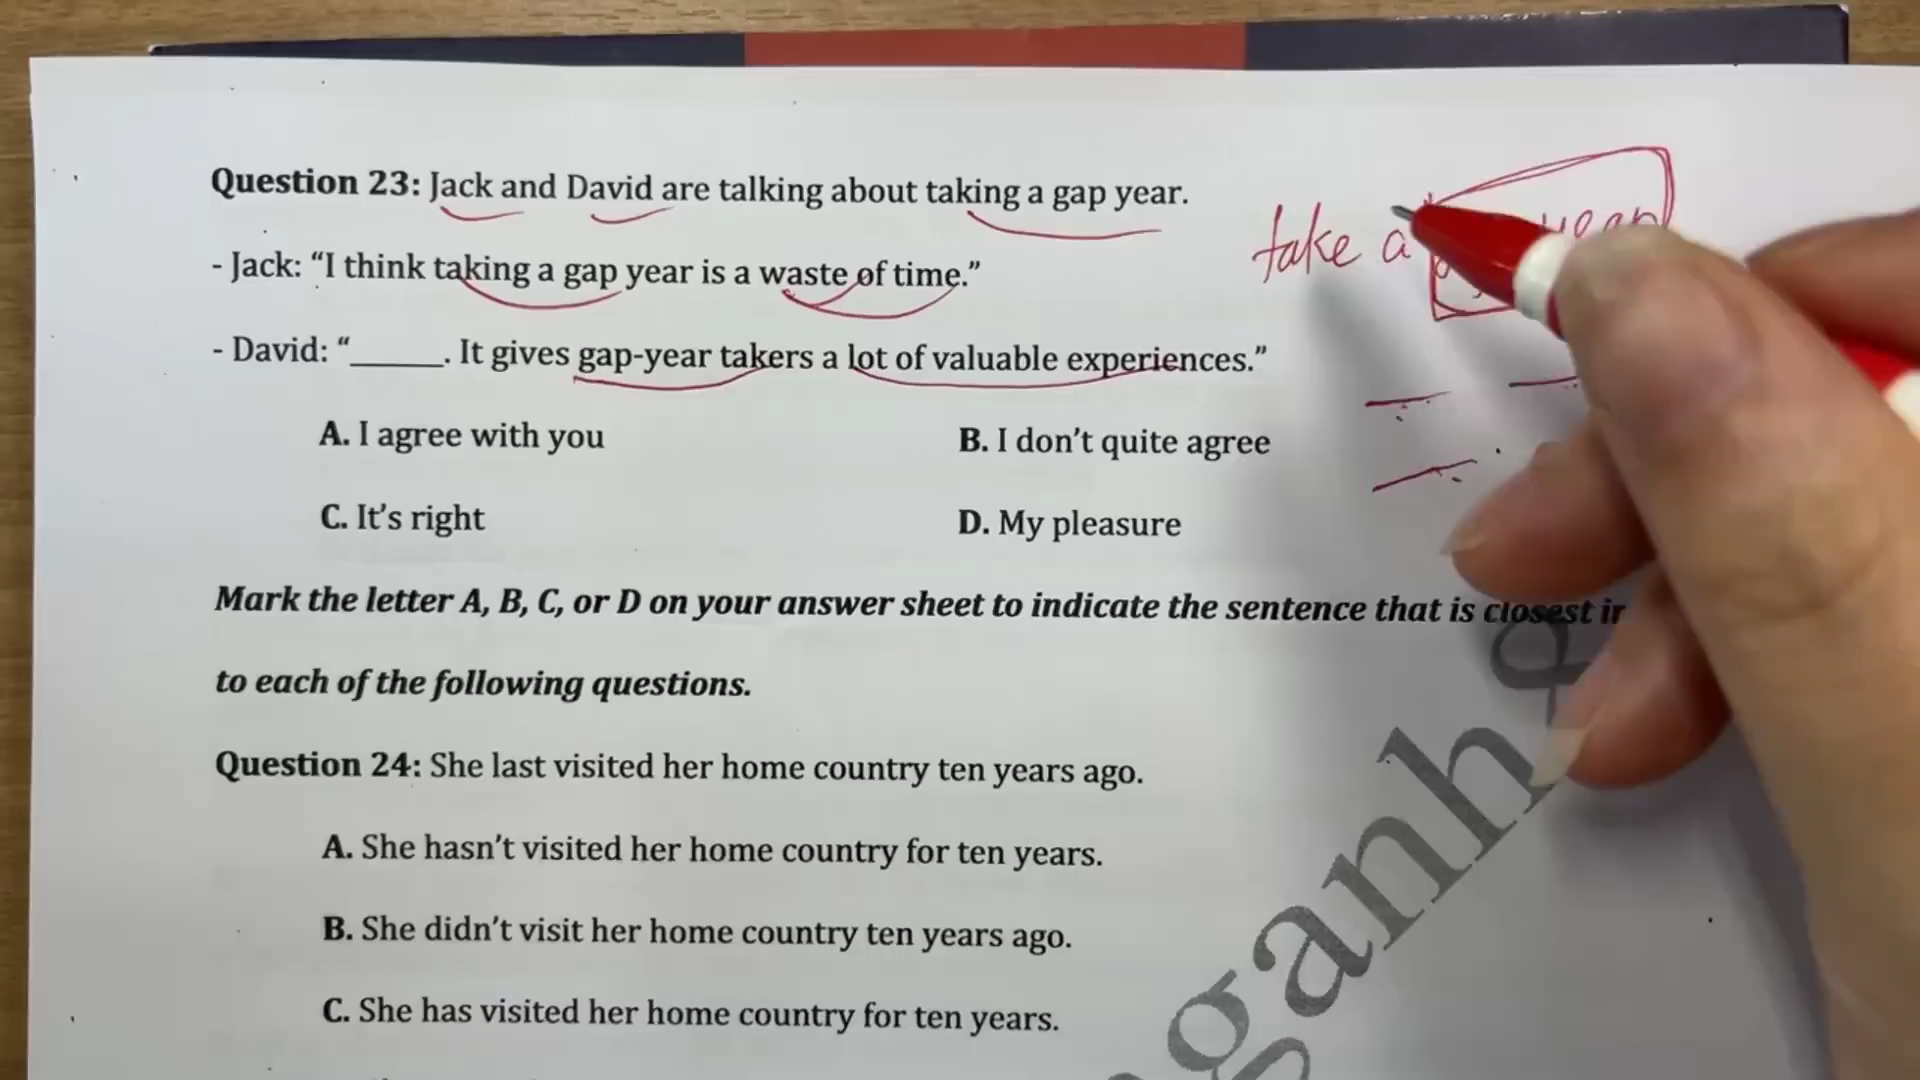 Question 23: Jack and David are talking about taking a gap year.
take a
- Jack: “I think taking a gap year is a waste of time.”
- David: “______. It gives gap-year takers a lot of valuable experiences.”
A. I agree with you
B. I don’t quite agree
C. It’s right
D. My pleasure
Mark the letter A, B, C, or D on your answer sheet to indicate the sentence that is closest
to each of the following questions.
Question 24: She last visited her home country ten years ago.
A. She hasn’t visited her home country for ten years.
B. She didn’t visit her home country ten years ago.
C. She has visited her home country for ten years.